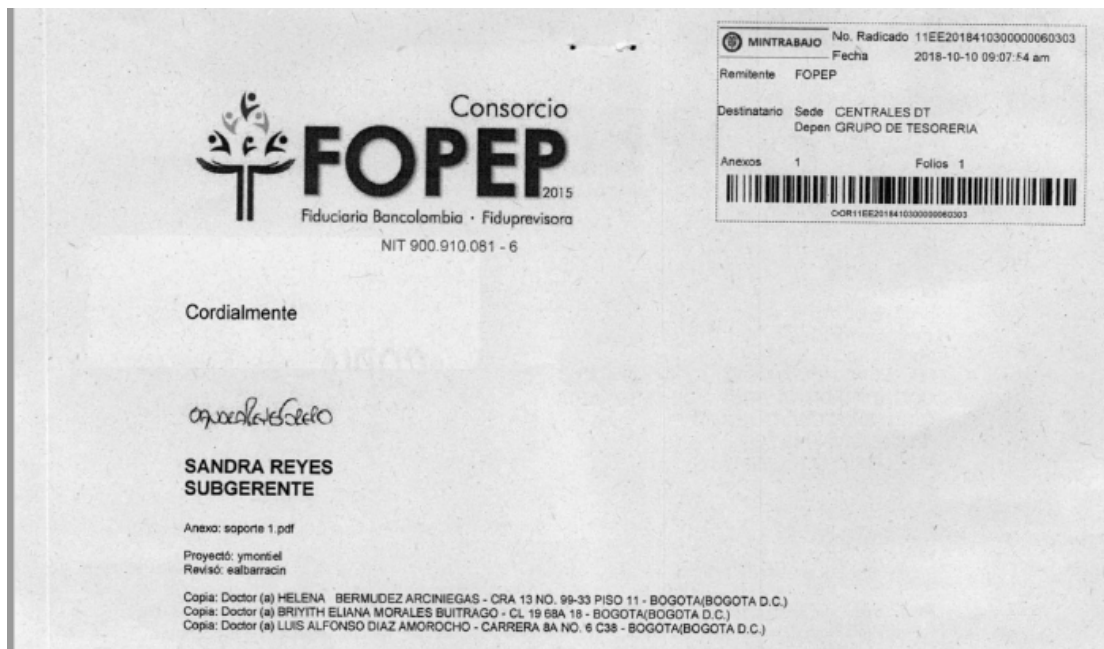 MINTRABAJO
No. Radicado 11EE2018410300000060303
Fecha 2018-10-10 09:07:54 am
Remitente FOPEP
Destinatario Sede CENTRALES DT
Depen GRUPO DE TESORERIA
Anexos 1 Folios 1
COR11EE2018410300000060303
Consorcio
FOPEP
2015
Fiduciaria Bancolombia · Fiduprevisora
NIT 900.910.081 - 6
Cordialmente
SANDRA REYES
SUBGERENTE
Anexo: soporte 1.pdf
Proyectó: ymontiel
Revisó: ealbarracin
Copia: Doctor (a) HELENA BERMUDEZ ARCINIEGAS - CRA 13 NO. 99-33 PISO 11 - BOGOTA(BOGOTA D.C.)
Copia: Doctor (a) BRIYITH ELIANA MORALES BUITRAGO - CL 19 68A 18 - BOGOTA(BOGOTA D.C.)
Copia: Doctor (a) LUIS ALFONSO DIAZ AMOROCHO - CARRERA 8A NO. 6 C38 - BOGOTA(BOGOTA D.C.)